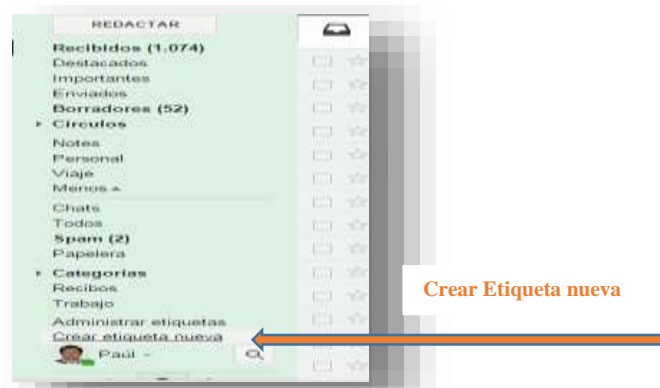 REDACTAR
Recibidos (1.074)
Destacados
Importantes
Enviados
Borradores (52)
Círculos
Notes
Personal
Viaje
Menos
Chats
Todos
Spam (2)
Papelera
Categorías
Recibos
Trabajo
Administrar etiquetas
Crear etiqueta nueva
Paúl
Crear Etiqueta nueva